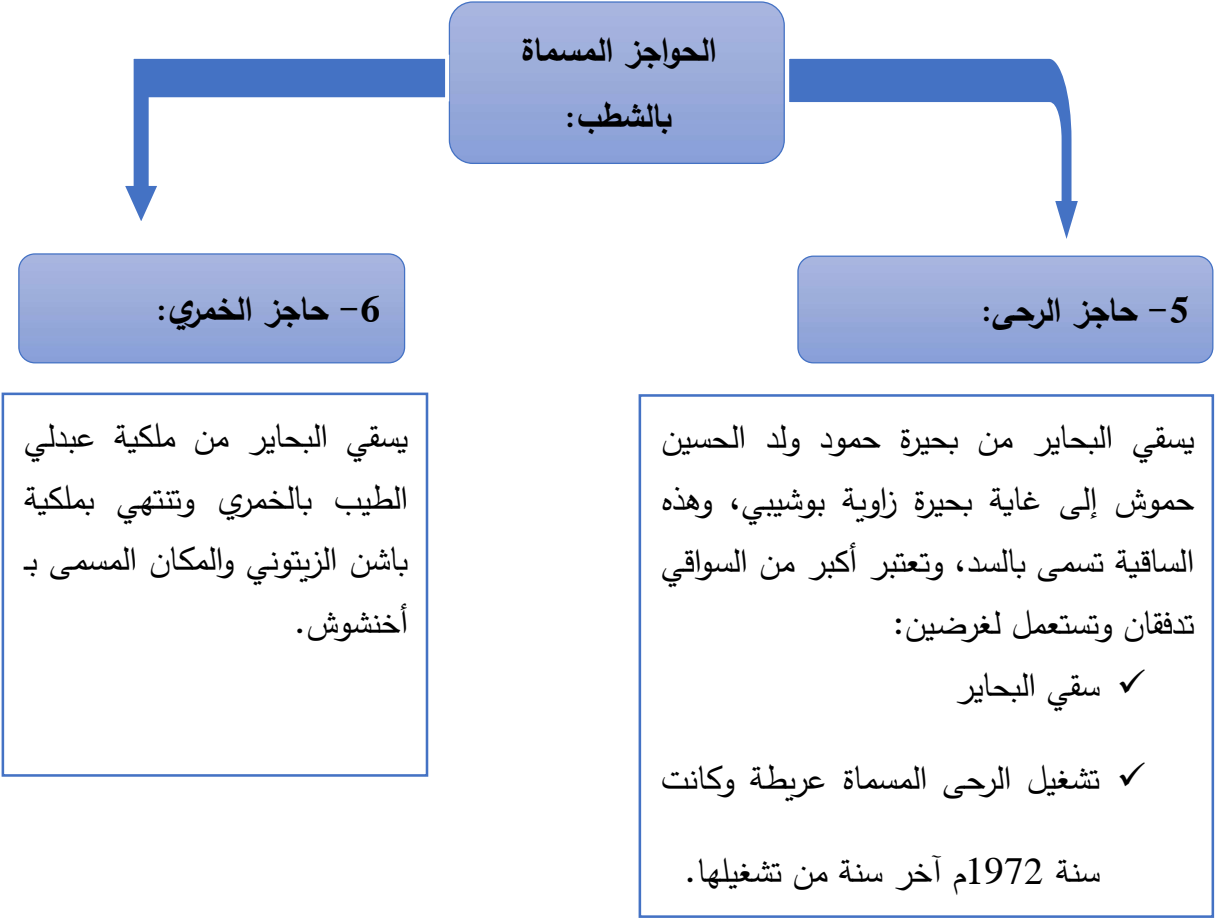 الحواجز المسماة
بالشطب:
5- حاجز الرحى:
يسقي البحاير من بحيرة حمود ولد الحسين
حموش إلى غاية بحيرة زاوية بوشيبي، وهذه
الساقية تسمى بالسد، وتعتبر أكبر من السواقي
تدفقان وتستعمل لغرضين:
✓ سقي البحاير
✓ تشغيل الرحى المسماة عريطة وكانت
سنة 1972م آخر سنة من تشغيلها.
6- حاجز الخمري:
يسقي البحاير من ملكية عبدلي
الطيب بالخمري وتنتهي بملكية
باشن الزيتوني والمكان المسمى بـ
أخنشوش.